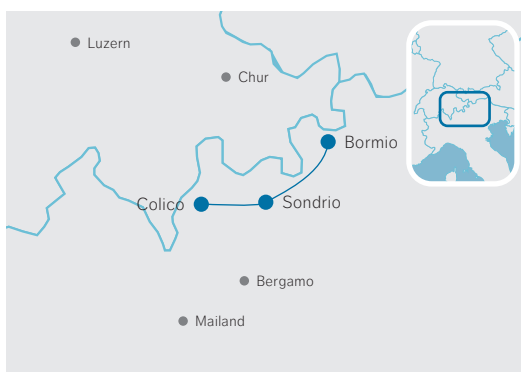 Luzern
Chur
Bormio
Colico
Sondrio
Bergamo
Mailand